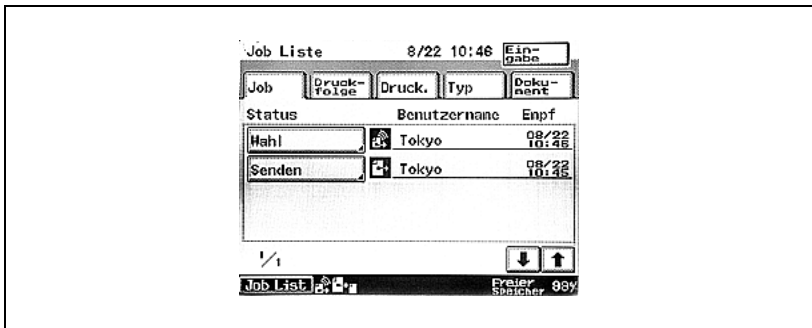 Job Liste 8/22 10:46 Ein-
gabe
Job Druck-
folge Druck. Typ Doku-
ment
Status Benutzername Enpf
Wahl Tokyo 08/22
10:46
Senden Tokyo 08/22
10:45
1/1
Job List Freier
Speicher 98%